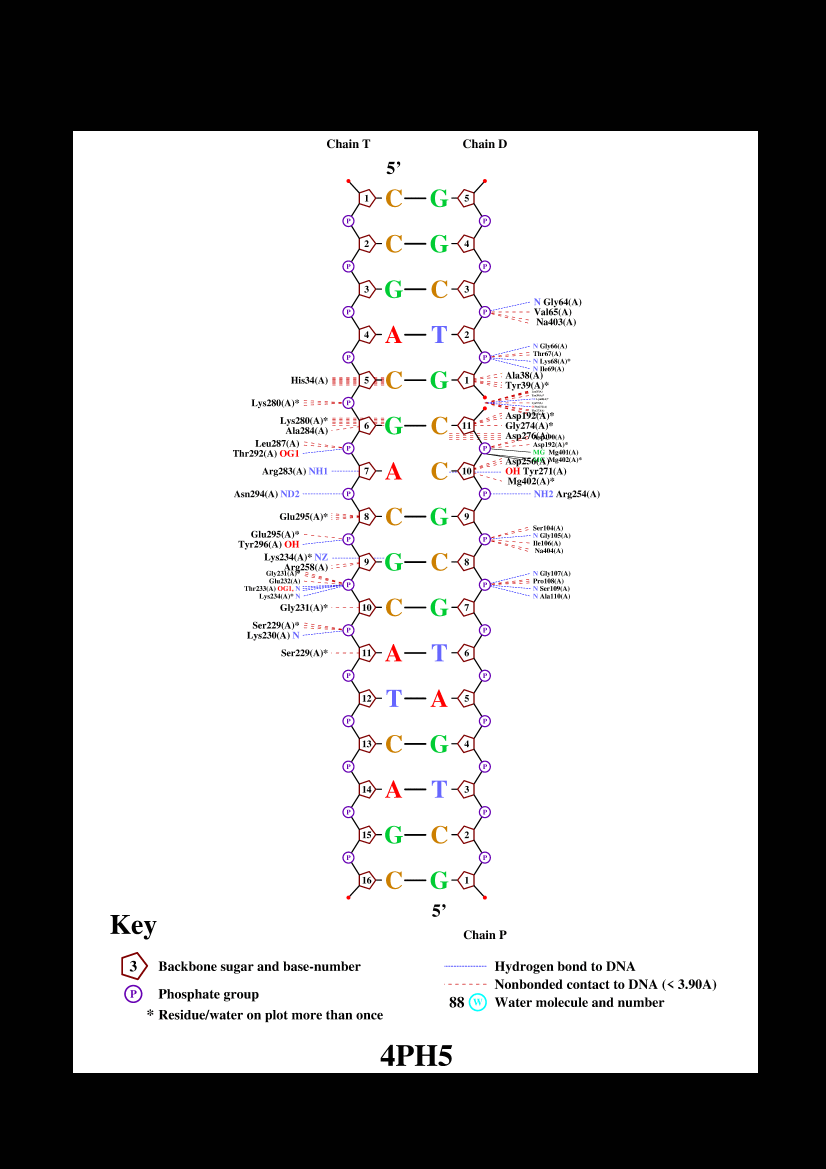 Chain T Chain D
5’
1 C G 5
P P
2 C G 4
P P
3 G C 3
P P N Gly64(A)
Val65(A)
Na403(A)
4 A T 2
P P N Gly66(A)
Thr67(A)
N Lys68(A)*
N Ile69(A)
His34(A) 5 C G 1 Ala38(A)
Tyr39(A)*
Lys280(A)* P
Lys280(A)* 6 G C 11 Asp192(A)*
Ala284(A) Gly274(A)*
Asp276(A)
Leu287(A) P P Asp190(A)
Thr292(A) OG1 Asp192(A)*
MG Mg401(A)
Mg402(A)*
Asp256(A)
Arg283(A) NH1 7 A C 10 OH Tyr271(A)
Mg402(A)*
Asn294(A) ND2 P P NH2 Arg254(A)
Glu295(A)* 8 C G 9
Glu295(A)* P P Ser104(A)
Tyr296(A) OH N Gly105(A)
Ile106(A)
Na404(A)
Lys234(A)* NZ 9 G C 8
Arg258(A)
Gly231(A)* P P N Gly107(A)
Glu232(A) Pro108(A)
Thr233(A) OG1, N N Ser109(A)
Lys234(A)* N N Ala110(A)
Gly231(A)* 10 C G 7
Ser229(A)* P P
Lys230(A) N
Ser229(A)* 11 A T 6
P P
12 T A 5
P P
13 C G 4
P P
14 A T 3
P P
15 G C 2
P P
16 C G 1
5’
Key
Chain P
3 Backbone sugar and base-number
P Phosphate group
* Residue/water on plot more than once
Hydrogen bond to DNA
Nonbonded contact to DNA (< 3.90A)
88 W Water molecule and number
4PH5